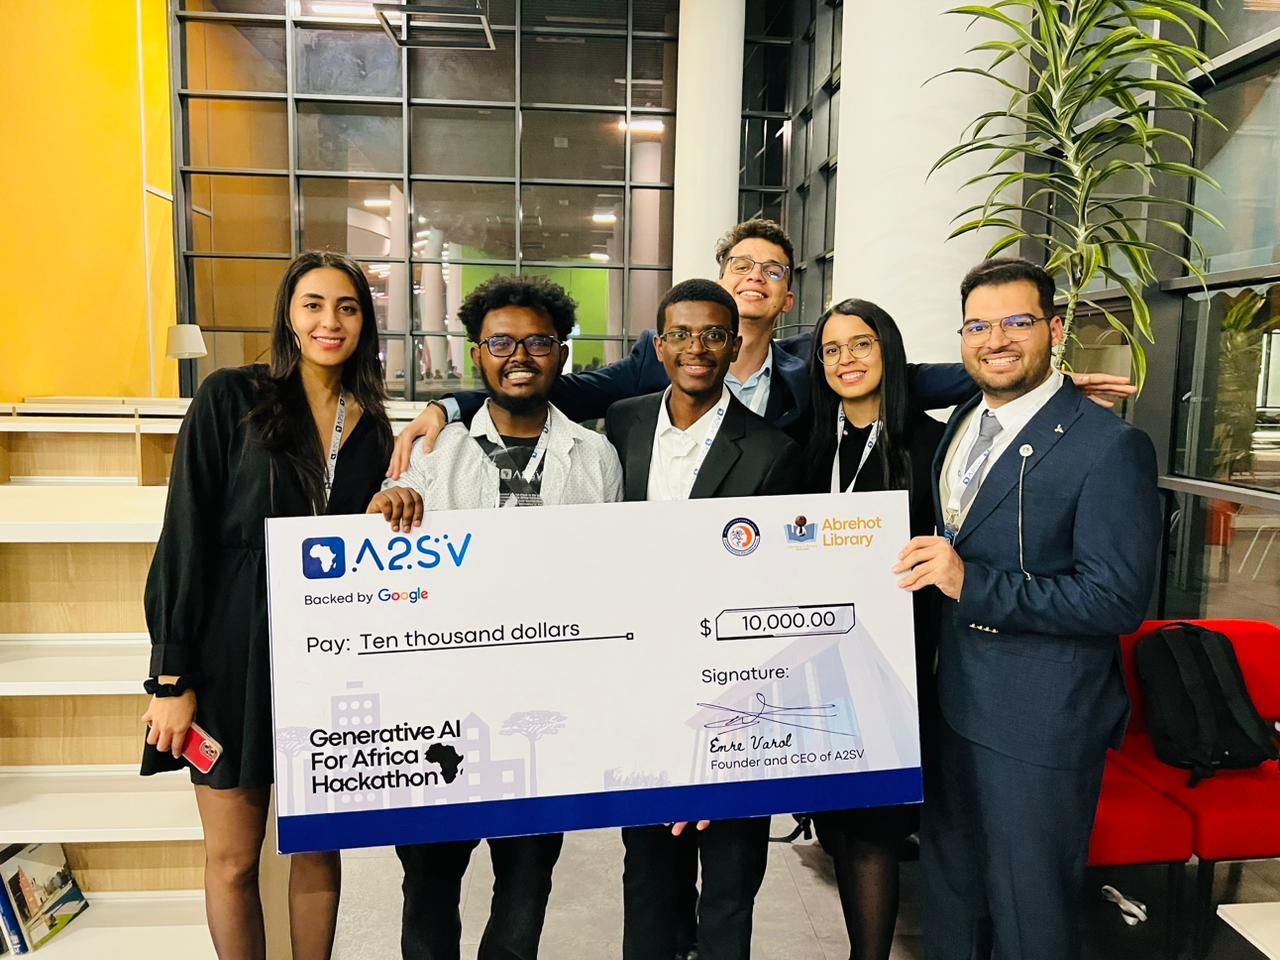 A2SV
A2SV
Backed by Google
Abrehot
Library
Pay: Ten thousand dollars
$ 10,000.00
Signature:
Emre Varol
Founder and CEO of A2SV
Generative AI
For Africa
Hackathon